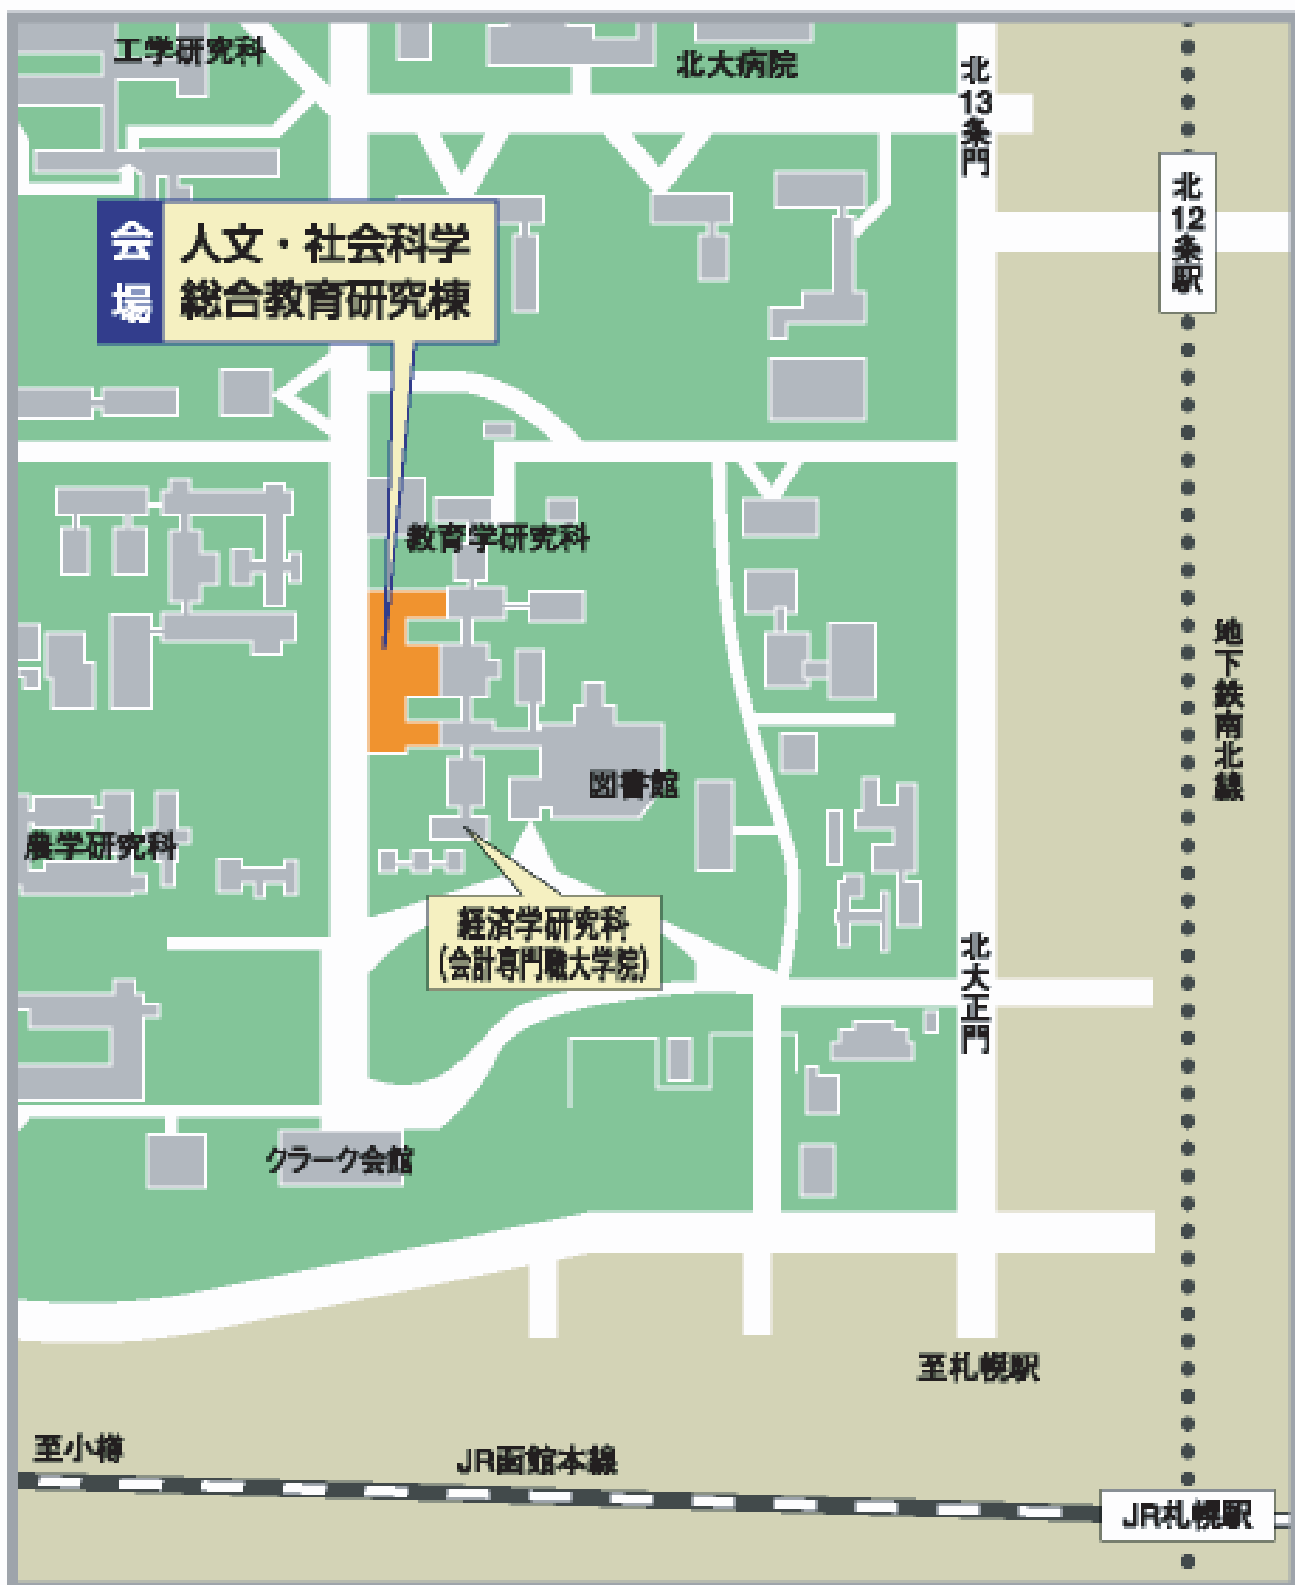 工学研究科
北大病院
北13条門
北12条駅
会場
人文・社会科学
総合教育研究棟
教育学研究科
地下鉄南北線
図書館
農学研究科
経済学研究科
(会計専門職大学院)
北大正門
クラーク会館
至札幌駅
至小樽
JR函館本線
JR札幌駅